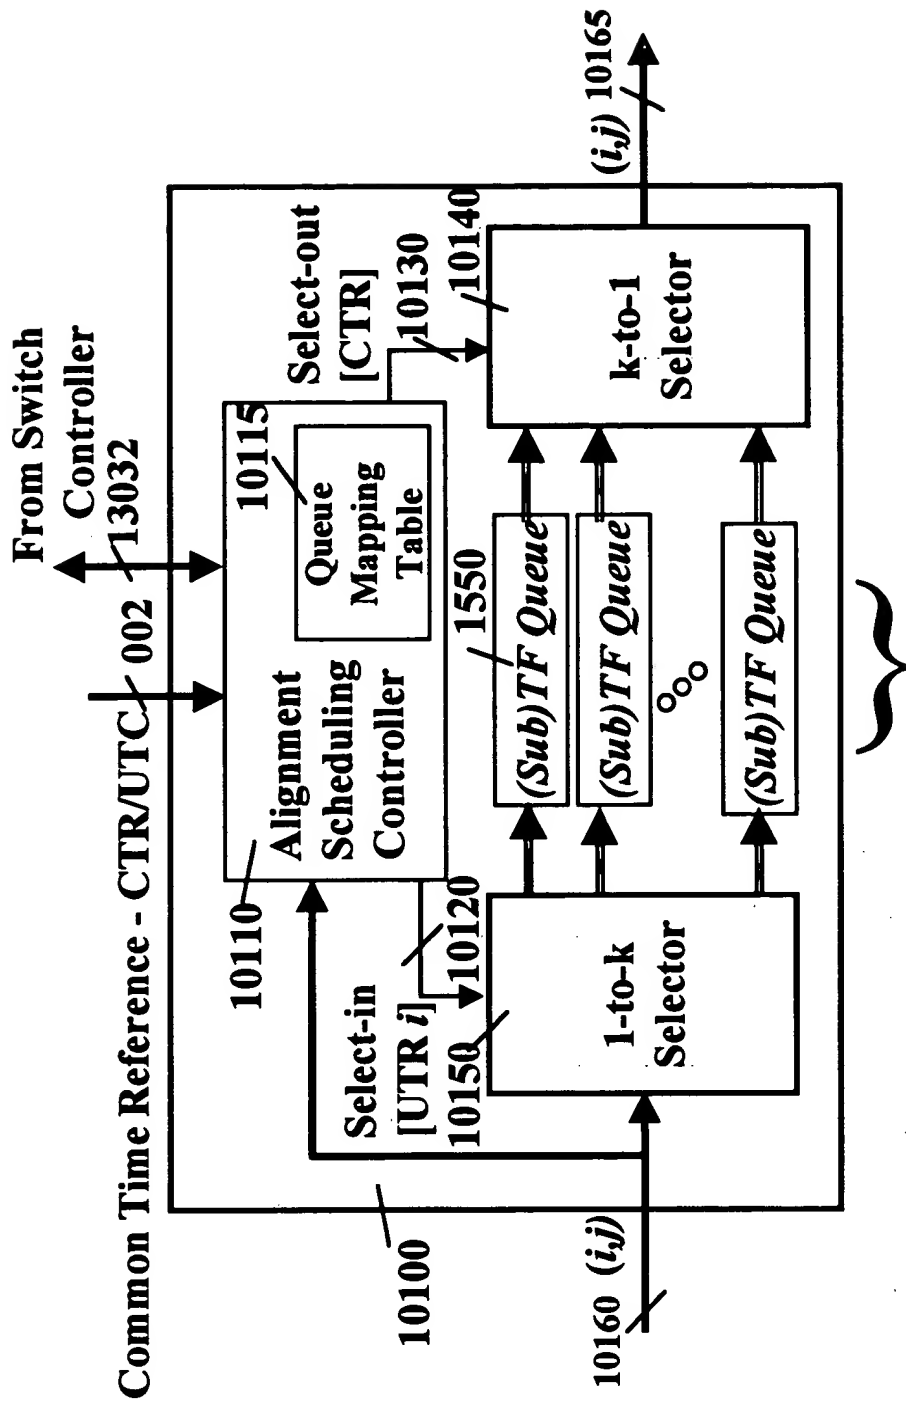 From Switch
Controller
13032
Common Time Reference - CTR/UTC
002
10110
Alignment
Scheduling
Controller
10115
Queue
Mapping
Table
Select-out
[CTR]
10130
10140
Select-in
[UTR i]
10120
10150
1550
(Sub)TF Queue
(Sub)TF Queue
(Sub)TF Queue
1-to-k
Selector
k-to-1
Selector
10100
10160 (i,j)
(i,j) 10165